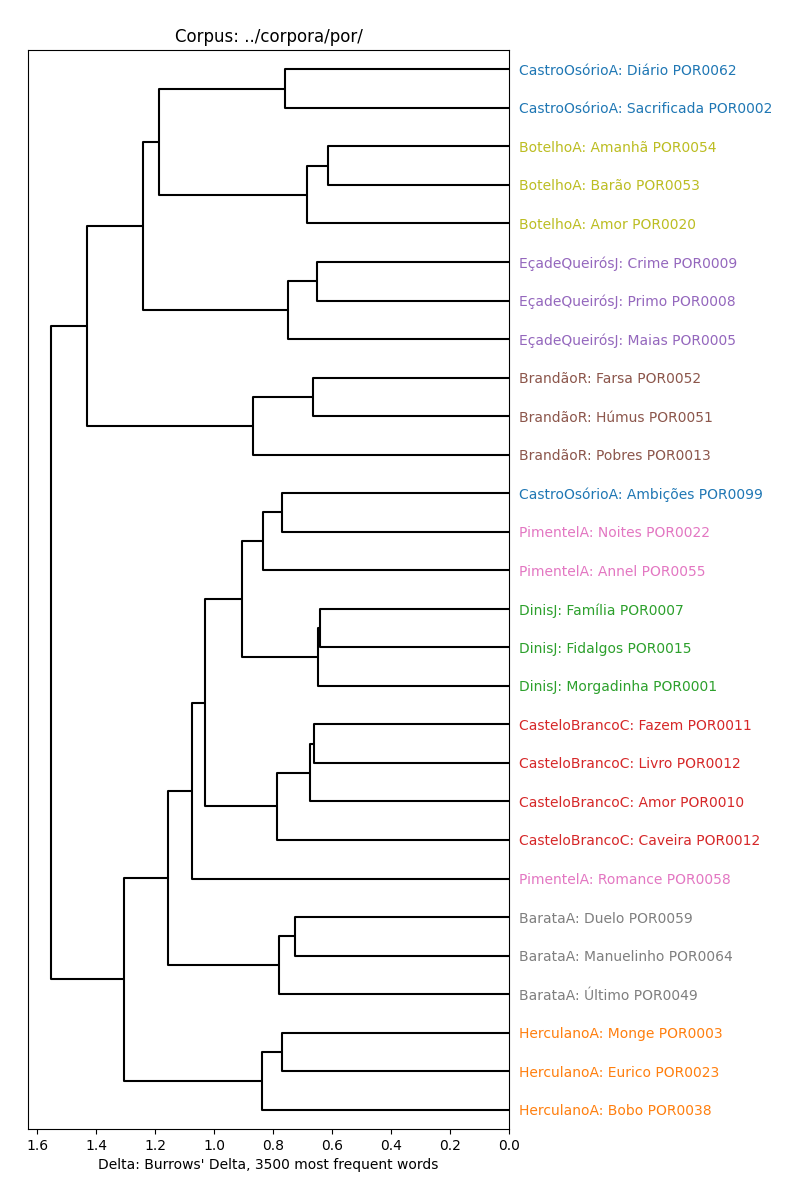 Corpus: ../corpora/por/
CastroOsórioA: Diário POR0062
CastroOsórioA: Sacrificada POR0002
BotelhoA: Amanhã POR0054
BotelhoA: Barão POR0053
BotelhoA: Amor POR0020
EçadeQueirósJ: Crime POR0009
EçadeQueirósJ: Primo POR0008
EçadeQueirósJ: Maias POR0005
BrandãoR: Farsa POR0052
BrandãoR: Húmus POR0051
BrandãoR: Pobres POR0013
CastroOsórioA: Ambições POR0099
PimentelA: Noites POR0022
PimentelA: Annel POR0055
DinisJ: Família POR0007
DinisJ: Fidalgos POR0015
DinisJ: Morgadinha POR0001
CasteloBrancoC: Fazem POR0011
CasteloBrancoC: Livro POR0012
CasteloBrancoC: Amor POR0010
CasteloBrancoC: Caveira POR0012
PimentelA: Romance POR0058
BarataA: Duelo POR0059
BarataA: Manuelinho POR0064
BarataA: Último POR0049
HerculanoA: Monge POR0003
HerculanoA: Eurico POR0023
HerculanoA: Bobo POR0038
1.6 1.4 1.2 1.0 0.8 0.6 0.4 0.2 0.0
Delta: Burrows' Delta, 3500 most frequent words